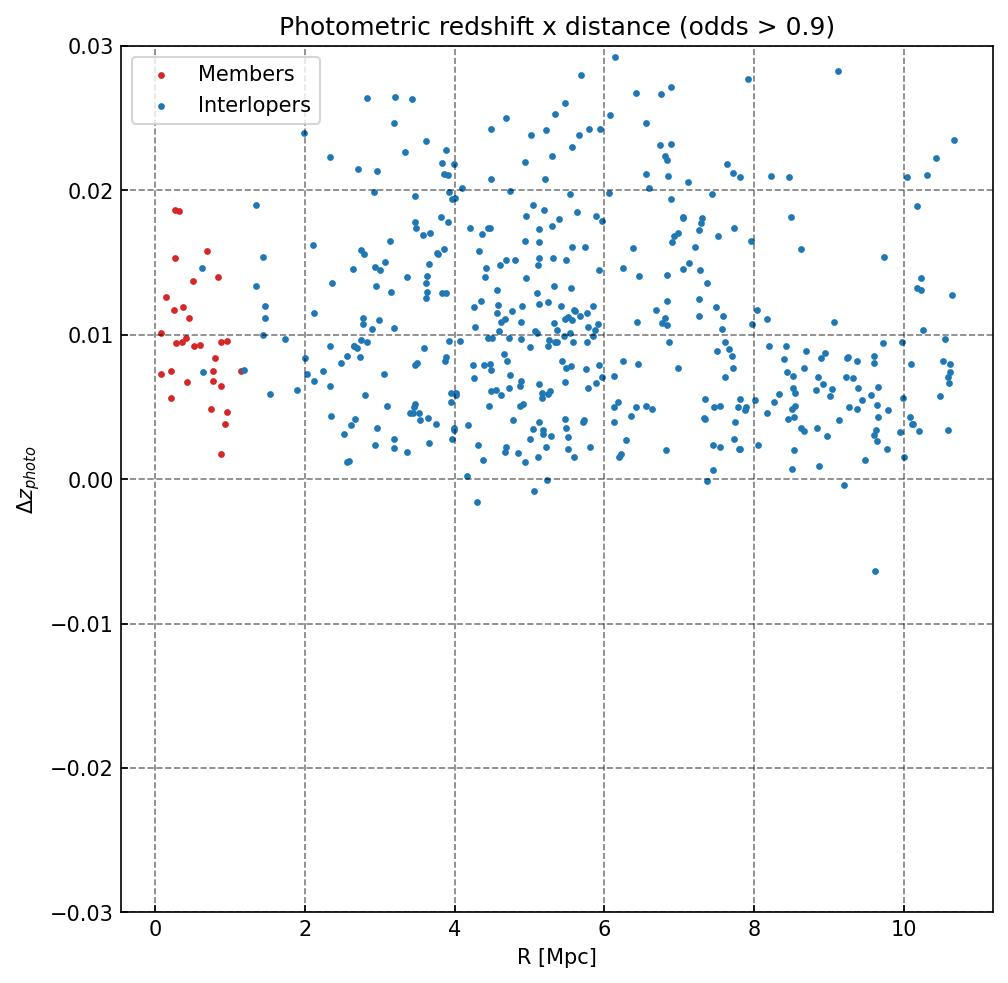 Photometric redshift x distance (odds > 0.9)
Members
Interlopers
0.03
0.02
0.01
0.00
−0.01
−0.02
−0.03
Δz_photo
0
2
4
6
8
10
R [Mpc]